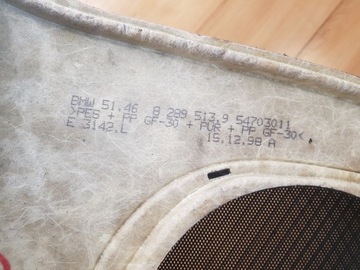 BMW 51.46 8 289 513.9 54703011
>PES + PP GF-30 + PUR + PP GF-30<
E 3142.L 15.12.98 A